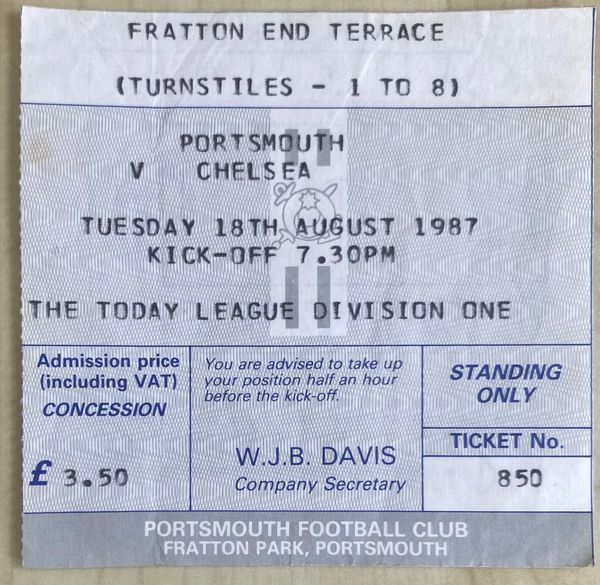 FRATTON END TERRACE
(TURNSTILES - 1 TO 8)
PORTSMOUTH
V CHELSEA
TUESDAY 18TH AUGUST 1987
KICK-OFF 7.30PM
THE TODAY LEAGUE DIVISION ONE
Admission price
(including VAT)
CONCESSION
£ 3.50
You are advised to take up
your position half an hour
before the kick-off.
W.J.B. DAVIS
Company Secretary
STANDING
ONLY
TICKET No.
850
PORTSMOUTH FOOTBALL CLUB
FRATTON PARK, PORTSMOUTH